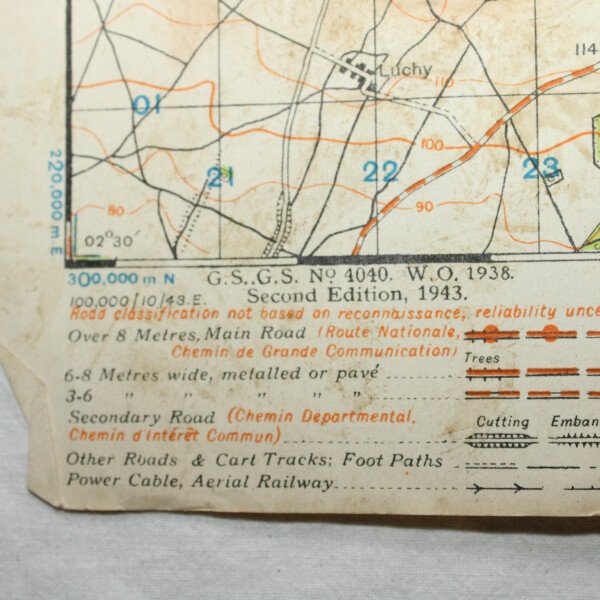 114
Luchy
110
01
100
21
22
23
80
90
220,000 m E
02°30′
300,000 m N
G.S.,G.S. Nº 4040. W.O. 1938.
100,000/10/43.E.
Second Edition, 1943.
Road classification not based on reconnaissance, reliability unce
Over 8 Metres, Main Road (Route Nationale,
Chemin de Grande Communication)
Trees
6-8 Metres wide, metalled or pavé
3-6 " " " " "
Secondary Road (Chemin Departmental,
Chemin d'intérêt Commun)
Cutting Emban
Other Roads & Cart Tracks; Foot Paths
Power Cable, Aerial Railway